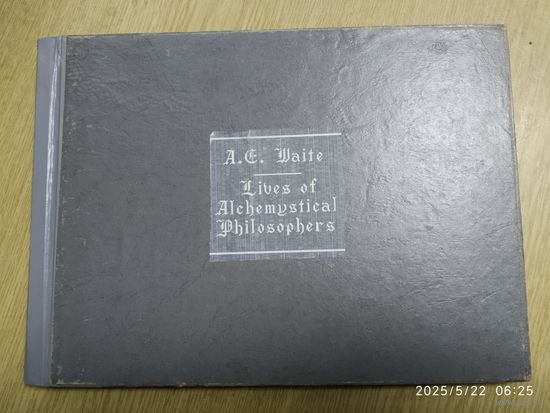 A.E. Waite
Lives of
Alchemystical
Philosophers
2025/5/22 06:25